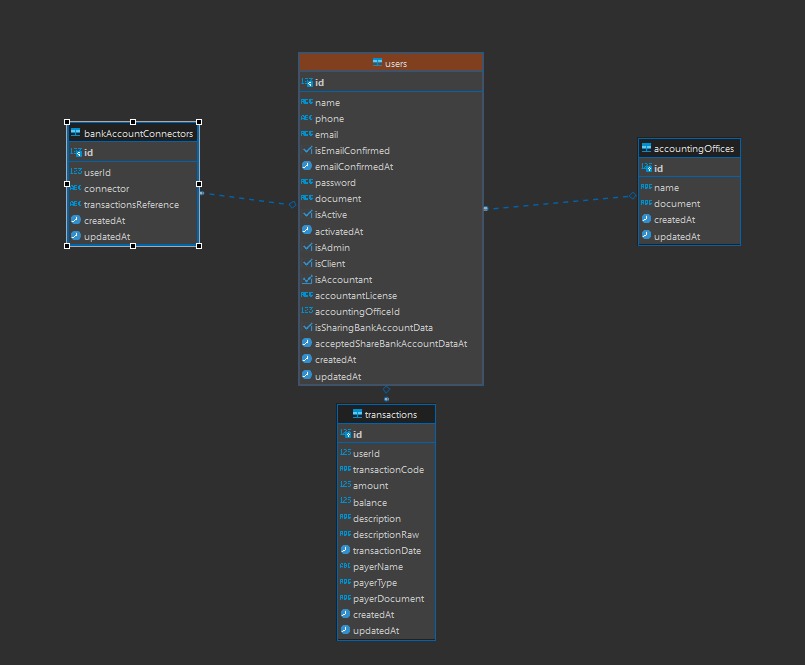 users
id
name
phone
email
isEmailConfirmed
emailConfirmedAt
password
document
isActive
activatedAt
isAdmin
isClient
isAccountant
accountantLicense
accountingOfficeId
isSharingBankAccountData
acceptedShareBankAccountDataAt
createdAt
updatedAt
bankAccountConnectors
id
userId
connector
transactionsReference
createdAt
updatedAt
accountingOffices
id
name
document
createdAt
updatedAt
transactions
id
userId
transactionCode
amount
balance
description
descriptionRaw
transactionDate
payerName
payerType
payerDocument
createdAt
updatedAt